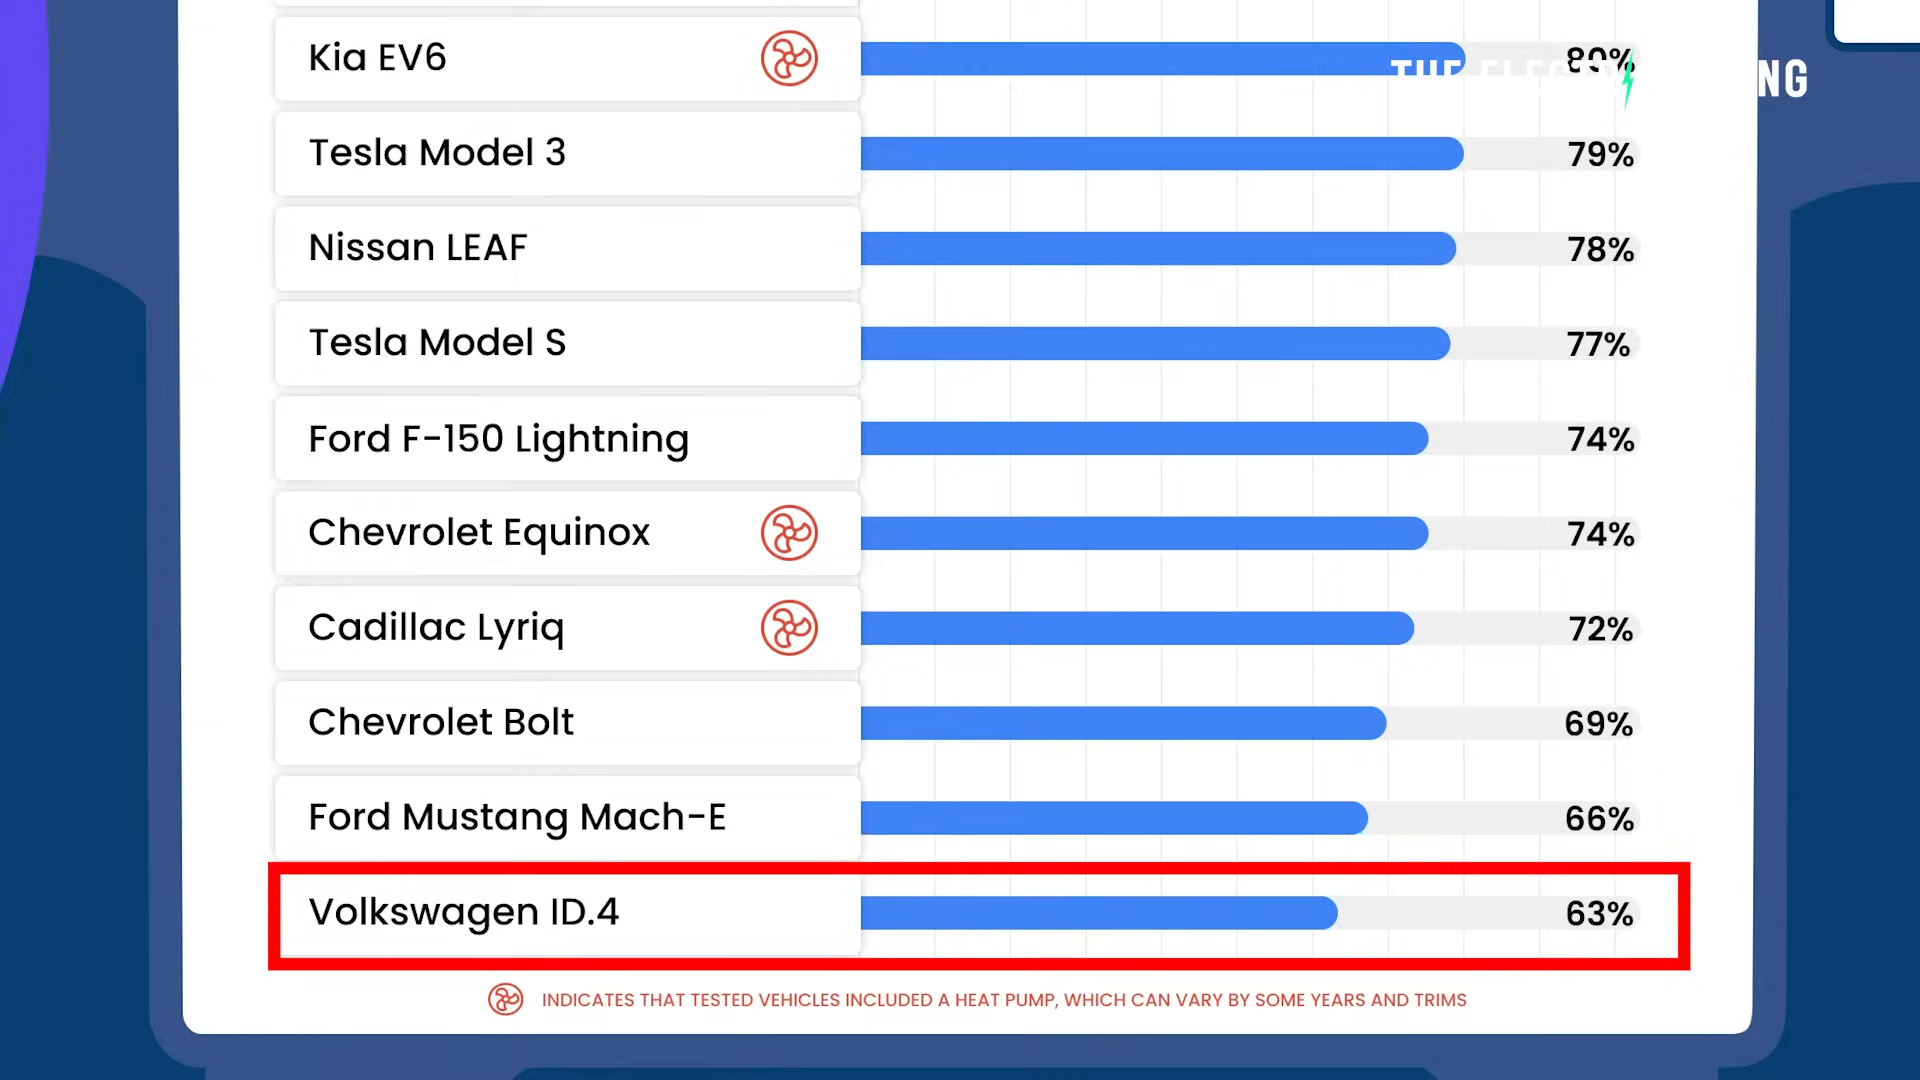 Kia EV6 80%
Tesla Model 3 79%
Nissan LEAF 78%
Tesla Model S 77%
Ford F-150 Lightning 74%
Chevrolet Equinox 74%
Cadillac Lyriq 72%
Chevrolet Bolt 69%
Ford Mustang Mach-E 66%
Volkswagen ID.4 63%
INDICATES THAT TESTED VEHICLES INCLUDED A HEAT PUMP, WHICH CAN VARY BY SOME YEARS AND TRIMS